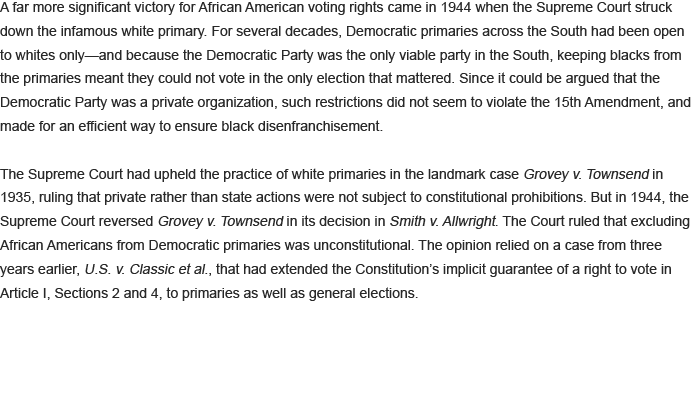 A far more significant victory for African American voting rights came in 1944 when the Supreme Court struck
down the infamous white primary. For several decades, Democratic primaries across the South had been open
to whites only—and because the Democratic Party was the only viable party in the South, keeping blacks from
the primaries meant they could not vote in the only election that mattered. Since it could be argued that the
Democratic Party was a private organization, such restrictions did not seem to violate the 15th Amendment, and
made for an efficient way to ensure black disenfranchisement.
The Supreme Court had upheld the practice of white primaries in the landmark case Grovey v. Townsend in
1935, ruling that private rather than state actions were not subject to constitutional prohibitions. But in 1944, the
Supreme Court reversed Grovey v. Townsend in its decision in Smith v. Allwright. The Court ruled that excluding
African Americans from Democratic primaries was unconstitutional. The opinion relied on a case from three
years earlier, U.S. v. Classic et al., that had extended the Constitution's implicit guarantee of a right to vote in
Article I, Sections 2 and 4, to primaries as well as general elections.